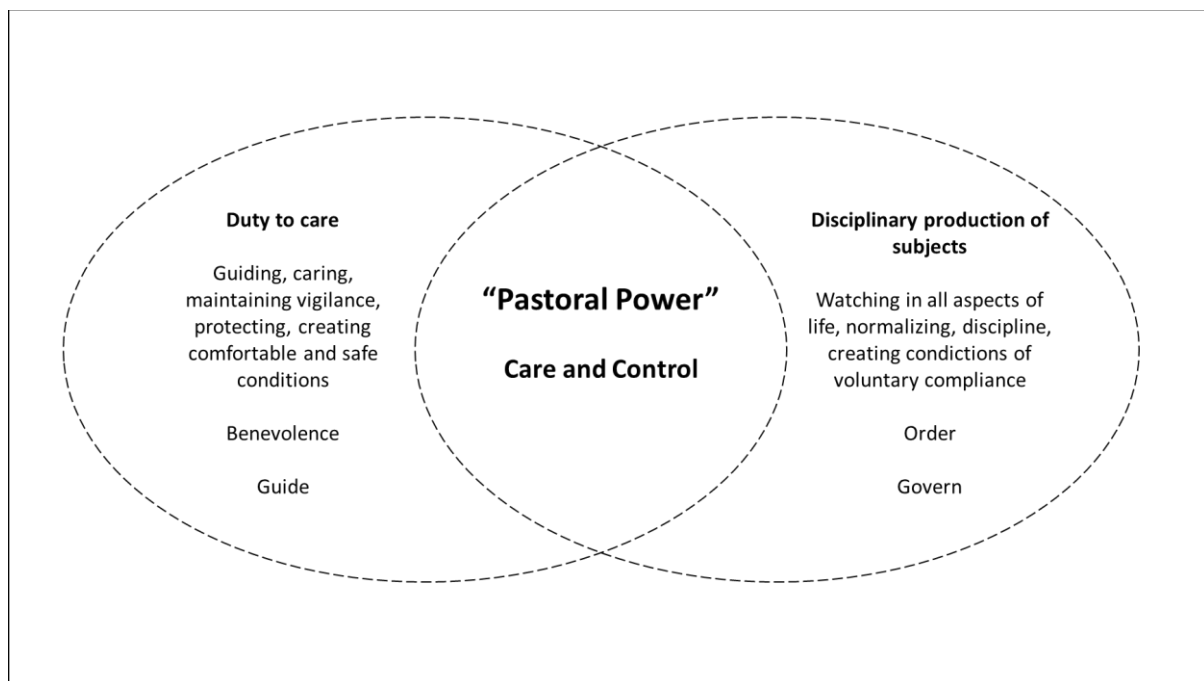 Duty to care
Guiding, caring,
maintaining vigilance,
protecting, creating
comfortable and safe
conditions
Benevolence
Guide
“Pastoral Power”
Care and Control
Disciplinary production of
subjects
Watching in all aspects of
life, normalizing, discipline,
creating condictions of
voluntary compliance
Order
Govern